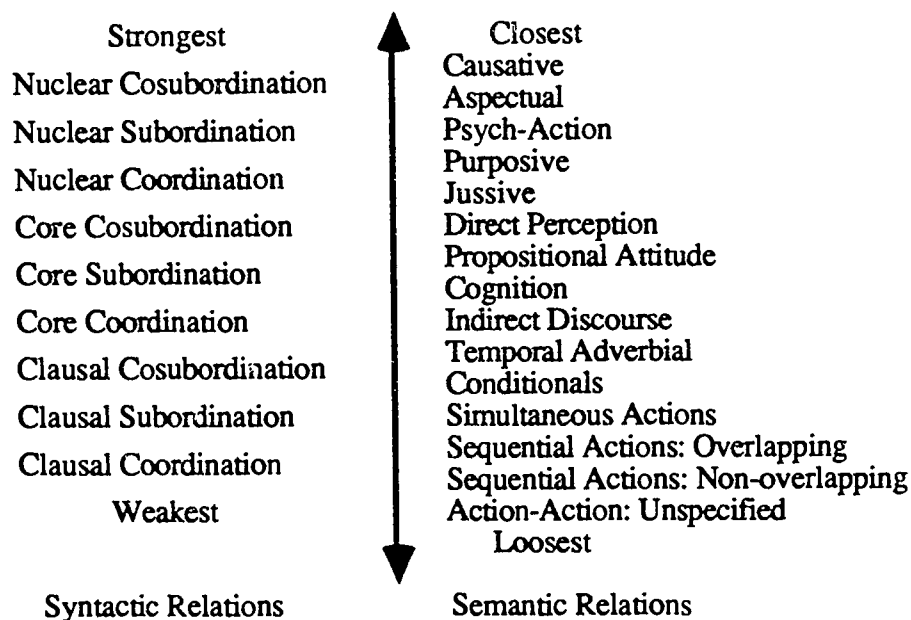 Strongest
Nuclear Cosubordination
Nuclear Subordination
Nuclear Coordination
Core Cosubordination
Core Subordination
Core Coordination
Clausal Cosubordination
Clausal Subordination
Clausal Coordination
Weakest
Syntactic Relations
Closest
Causative
Aspectual
Psych-Action
Purposive
Jussive
Direct Perception
Propositional Attitude
Cognition
Indirect Discourse
Temporal Adverbial
Conditionals
Simultaneous Actions
Sequential Actions: Overlapping
Sequential Actions: Non-overlapping
Action-Action: Unspecified
Loosest
Semantic Relations